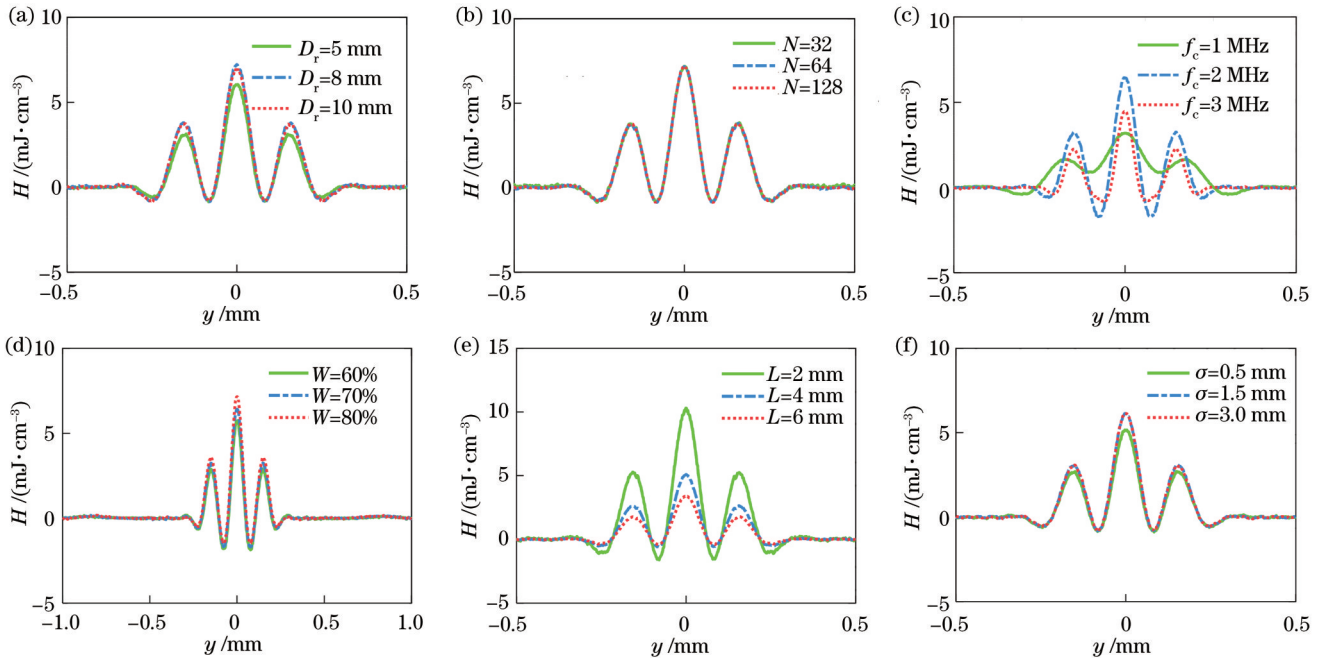 (a)
10
5
0
−5
H /(mJ·cm⁻³)
Dᵣ=5 mm
Dᵣ=8 mm
Dᵣ=10 mm
−0.5
0
0.5
y /mm
(b)
10
5
0
−5
H /(mJ·cm⁻³)
N=32
N=64
N=128
−0.5
0
0.5
y /mm
(c)
10
5
0
−5
H /(mJ·cm⁻³)
f_c=1 MHz
f_c=2 MHz
f_c=3 MHz
−0.5
0
0.5
y /mm
(d)
10
5
0
−5
H /(mJ·cm⁻³)
W=60%
W=70%
W=80%
−1.0
−0.5
0
0.5
1.0
y /mm
(e)
15
10
5
0
−5
H /(mJ·cm⁻³)
L=2 mm
L=4 mm
L=6 mm
−0.5
0
0.5
y /mm
(f)
10
5
0
−5
H /(mJ·cm⁻³)
σ=0.5 mm
σ=1.5 mm
σ=3.0 mm
−0.5
0
0.5
y /mm